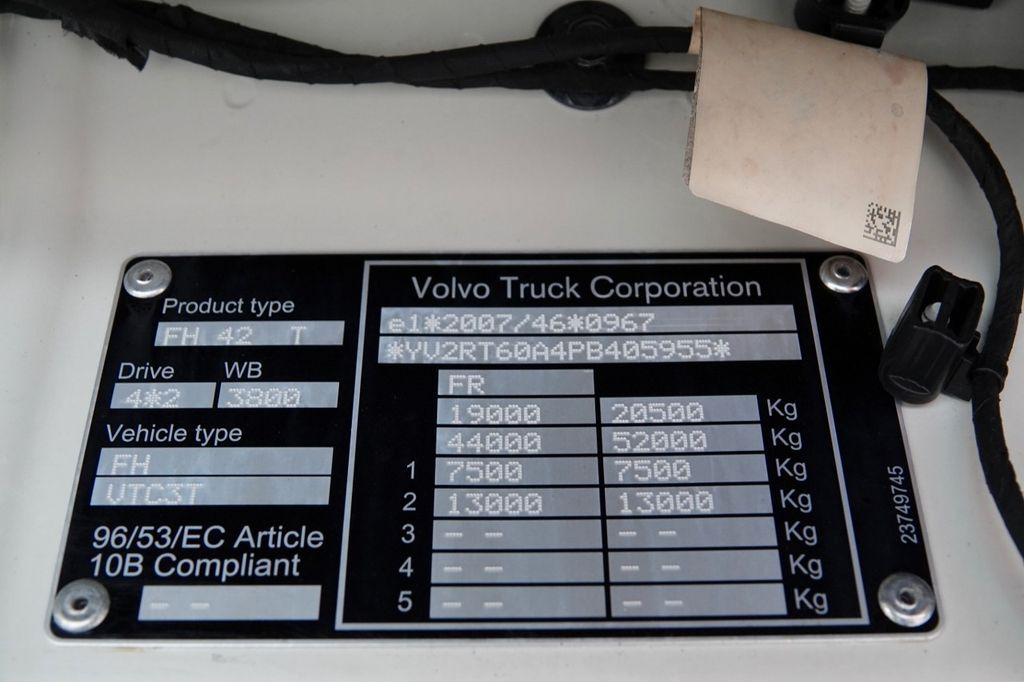 Product type
FH 42 T
Drive WB
4*2 3800
Vehicle type
FH
VTC3T
96/53/EC Article
10B Compliant
-- --
Volvo Truck Corporation
e1*2007/46*0967
*YV2RT60A4PB405955*
FR
19000 20500 Kg
44000 52000 Kg
1 7500 7500 Kg
2 13000 13000 Kg
3 -- -- -- -- Kg
4 -- -- -- -- Kg
5 -- -- -- -- Kg
23749745